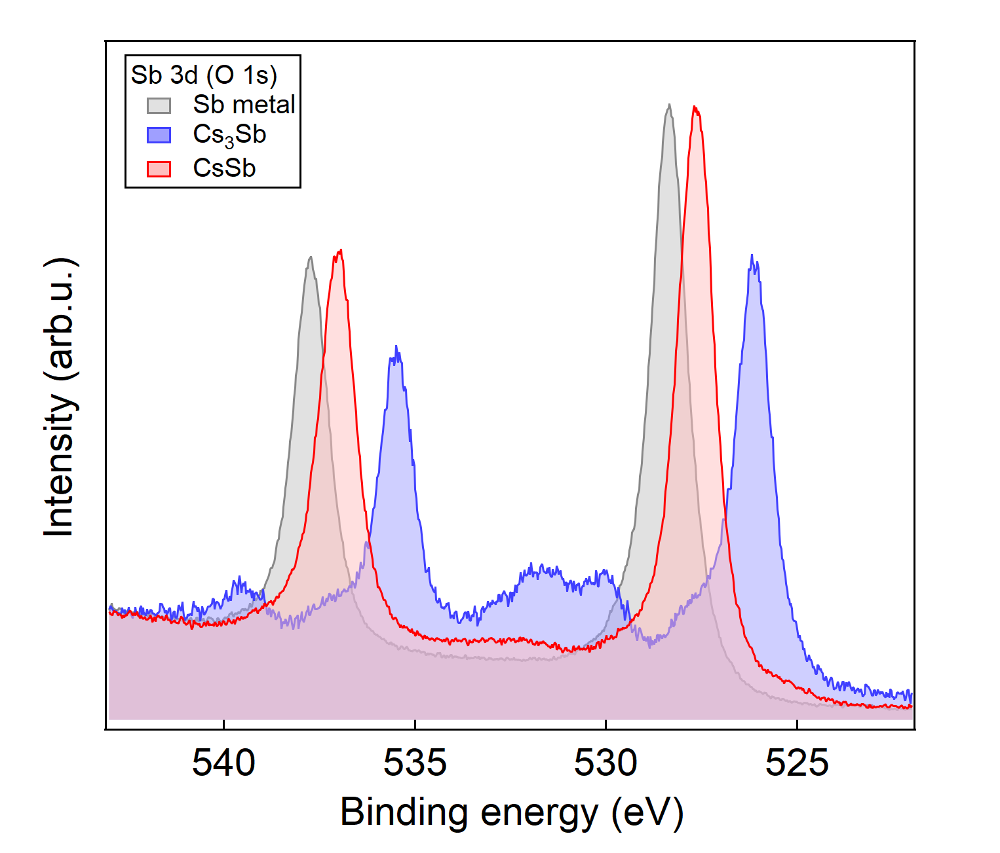 Sb 3d (O 1s)
Sb metal
Cs₃Sb
CsSb
Intensity (arb.u.)
540 535 530 525
Binding energy (eV)